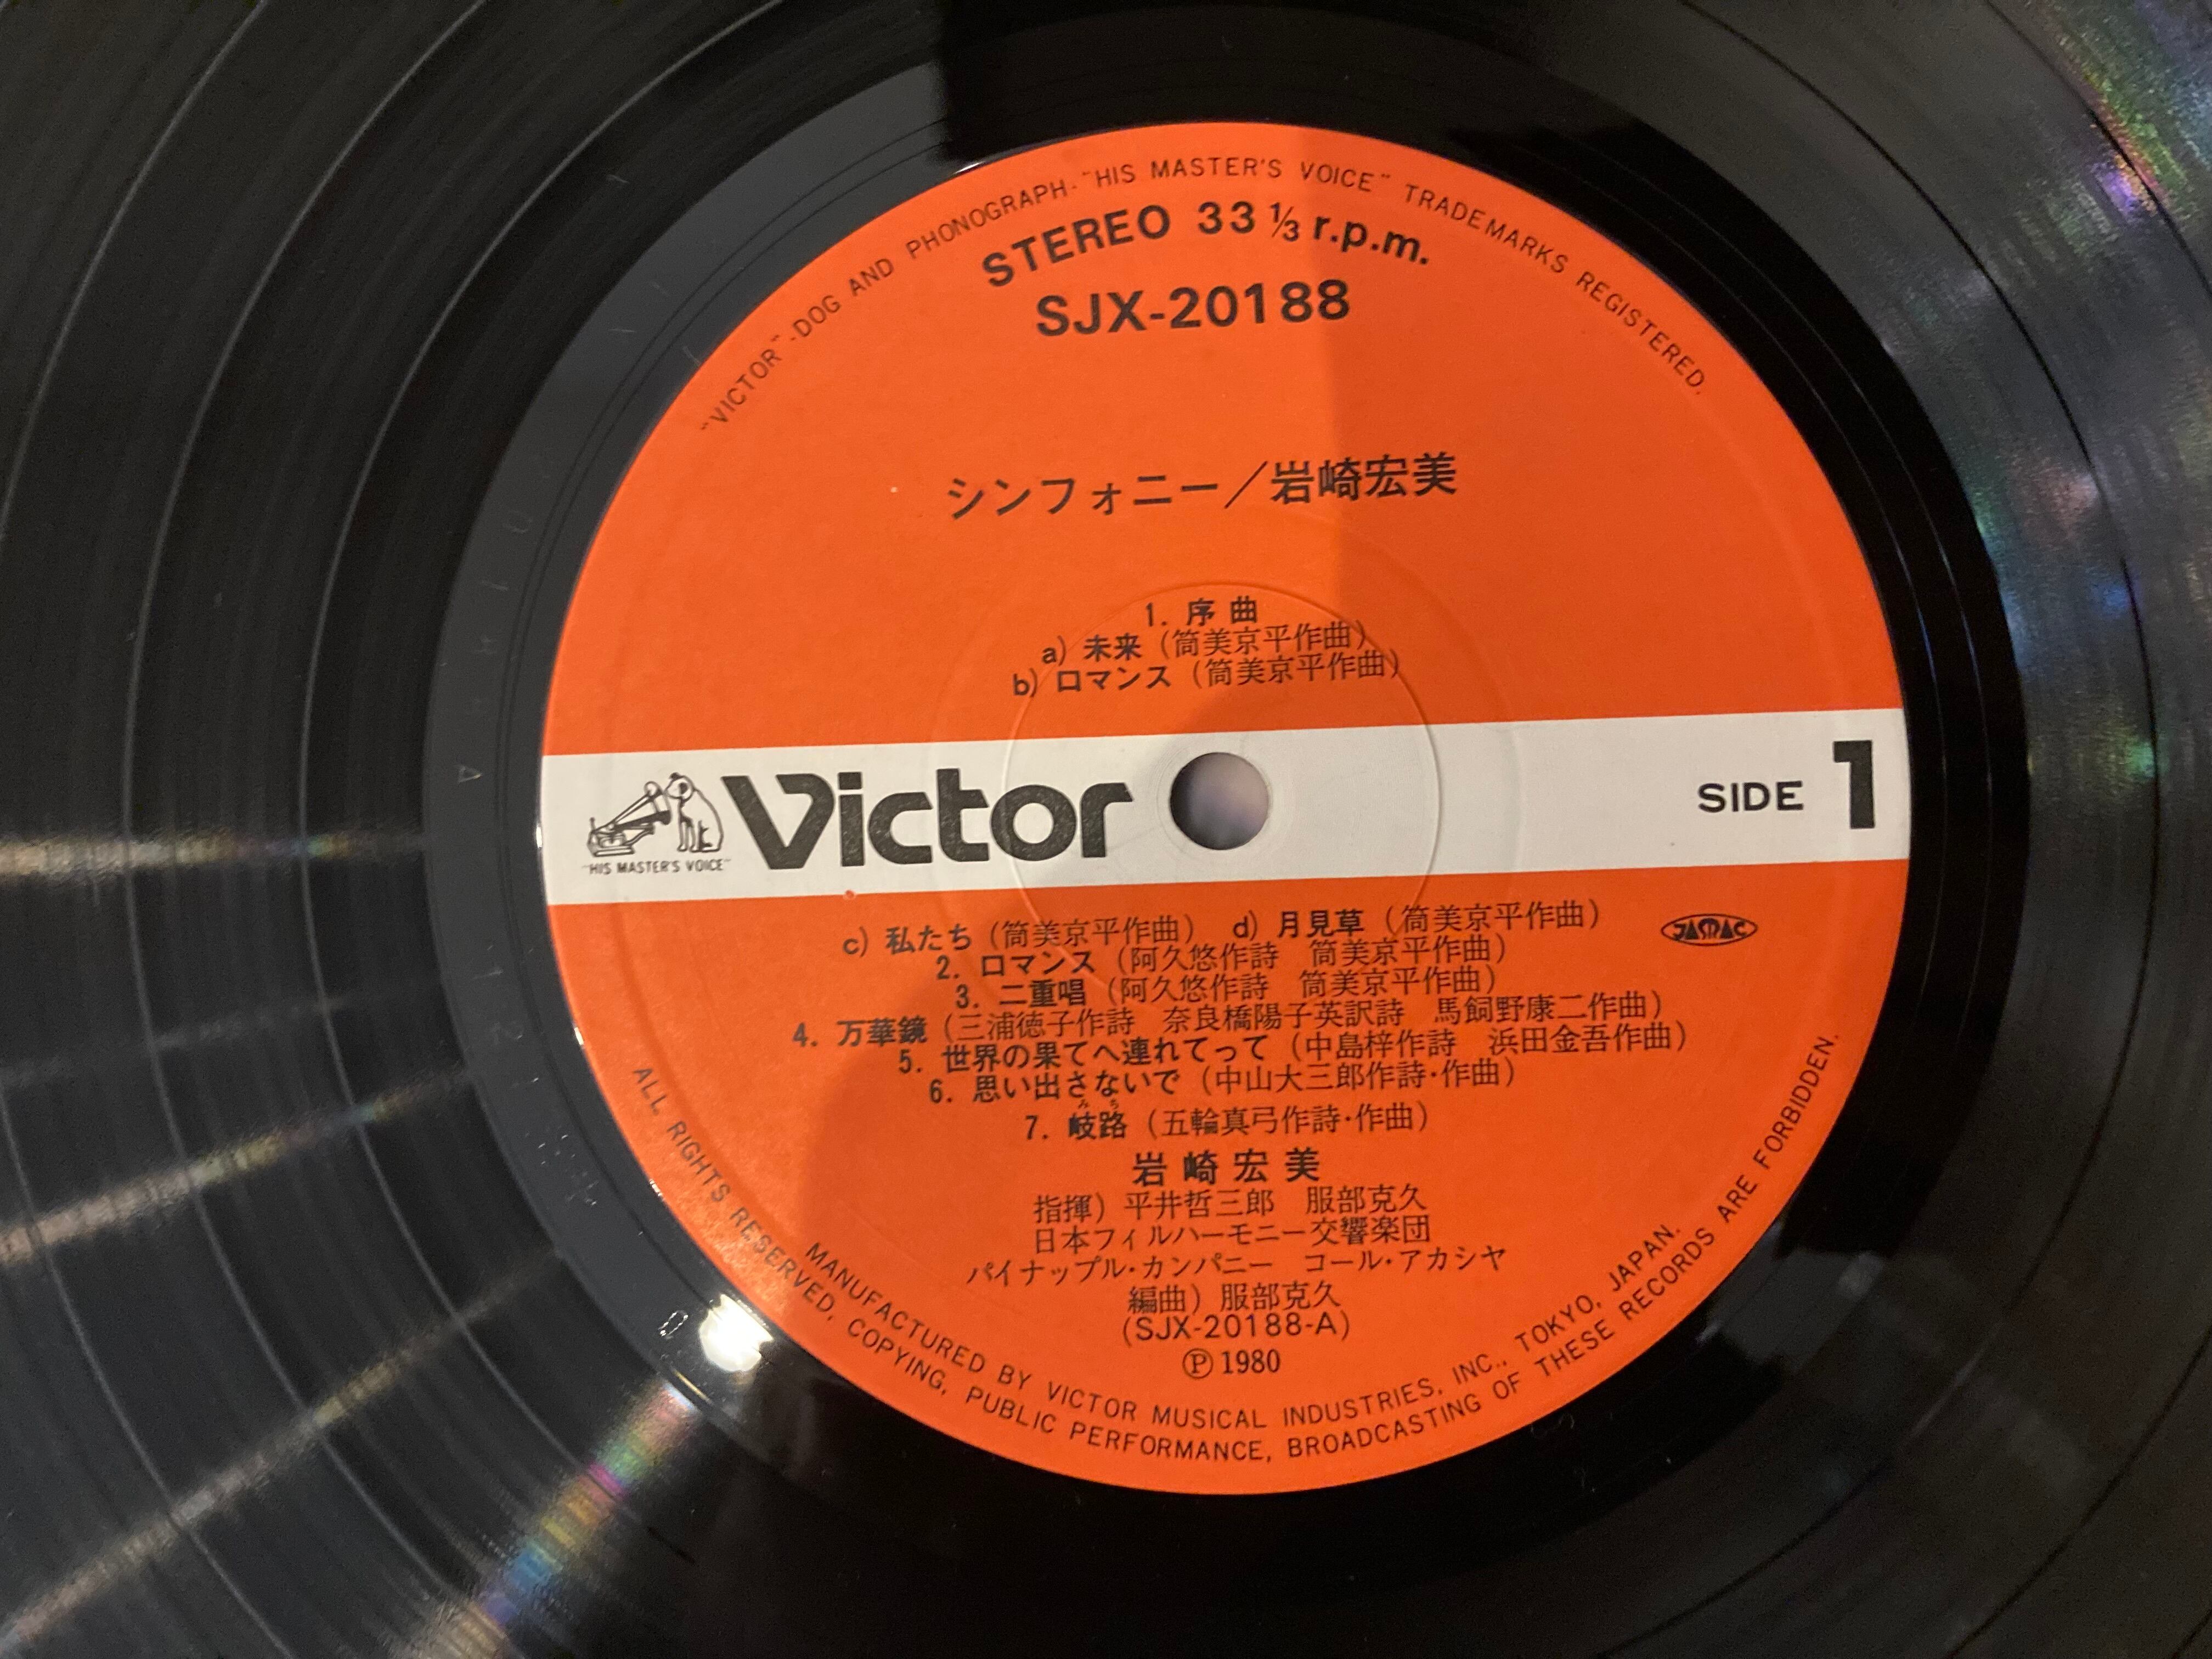 "VICTOR"-DOG AND PHONOGRAPH-"HIS MASTER'S VOICE" TRADEMARKS REGISTERED.
STEREO 33 1/3 r.p.m.
SJX-20188
シンフォニー/岩崎宏美
1. 序曲
a) 未来 (筒美京平作曲)
b) ロマンス (筒美京平作曲)
"HIS MASTER'S VOICE"
Victor
SIDE 1
c) 私たち (筒美京平作曲) d) 月見草 (筒美京平作曲)
JASRAC
2. ロマンス (阿久悠作詩 筒美京平作曲)
3. 二重唱 (阿久悠作詩 筒美京平作曲)
4. 万華鏡 (三浦徳子作詩 奈良橋陽子英訳詩 馬飼野康二作曲)
5. 世界の果てへ連れてって (中島梓作詩 浜田金吾作曲)
6. 思い出さないで (中山大三郎作詩・作曲)
みち
7. 岐路 (五輪真弓作詩・作曲)
岩崎宏美
指揮) 平井哲三郎 服部克久
日本フィルハーモニー交響楽団
パイナップル・カンパニー コール・アカシヤ
編曲) 服部克久
(SJX-20188-A)
Ⓟ 1980
MANUFACTURED BY VICTOR MUSICAL INDUSTRIES, INC., TOKYO, JAPAN.
ALL RIGHTS RESERVED, COPYING, PUBLIC PERFORMANCE, BROADCASTING OF THESE RECORDS ARE FORBIDDEN.